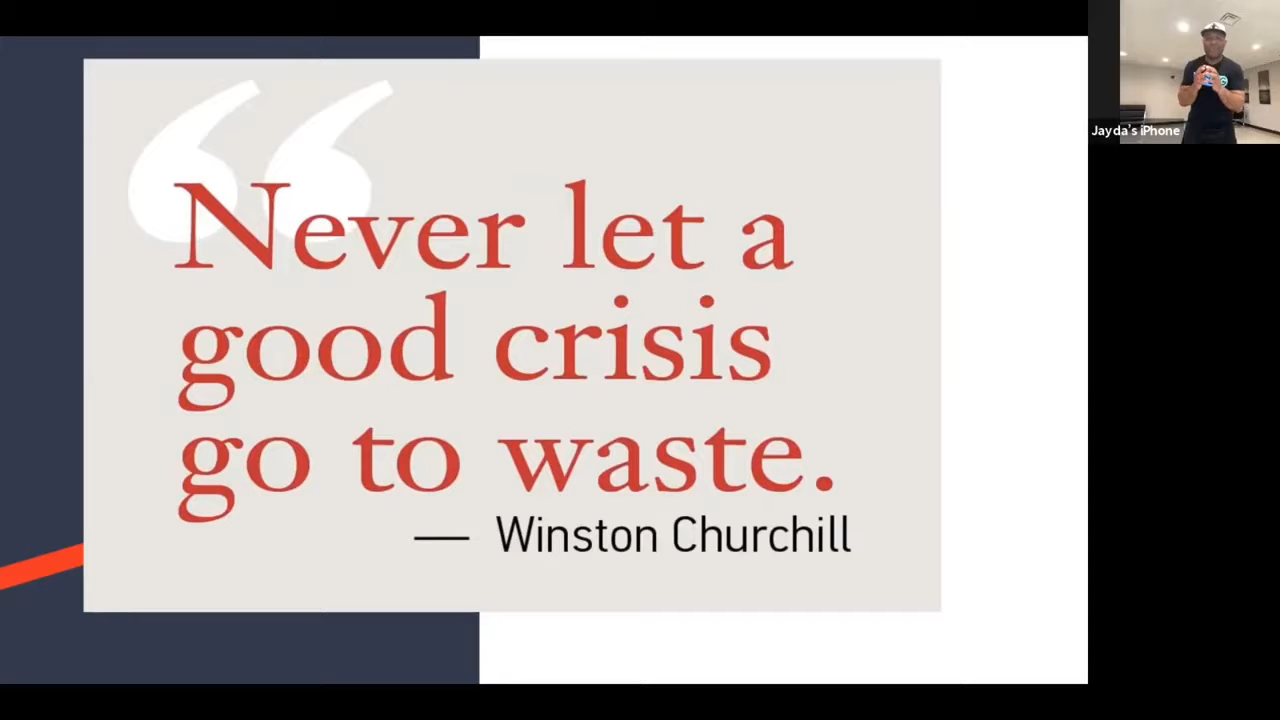 Never let a
good crisis
go to waste.
— Winston Churchill
Jayda's iPhone